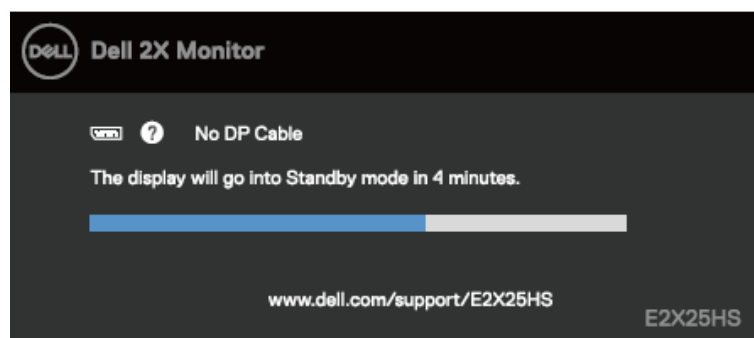 DELL Dell 2X Monitor
? No DP Cable
The display will go into Standby mode in 4 minutes.
www.dell.com/support/E2X25HS
E2X25HS